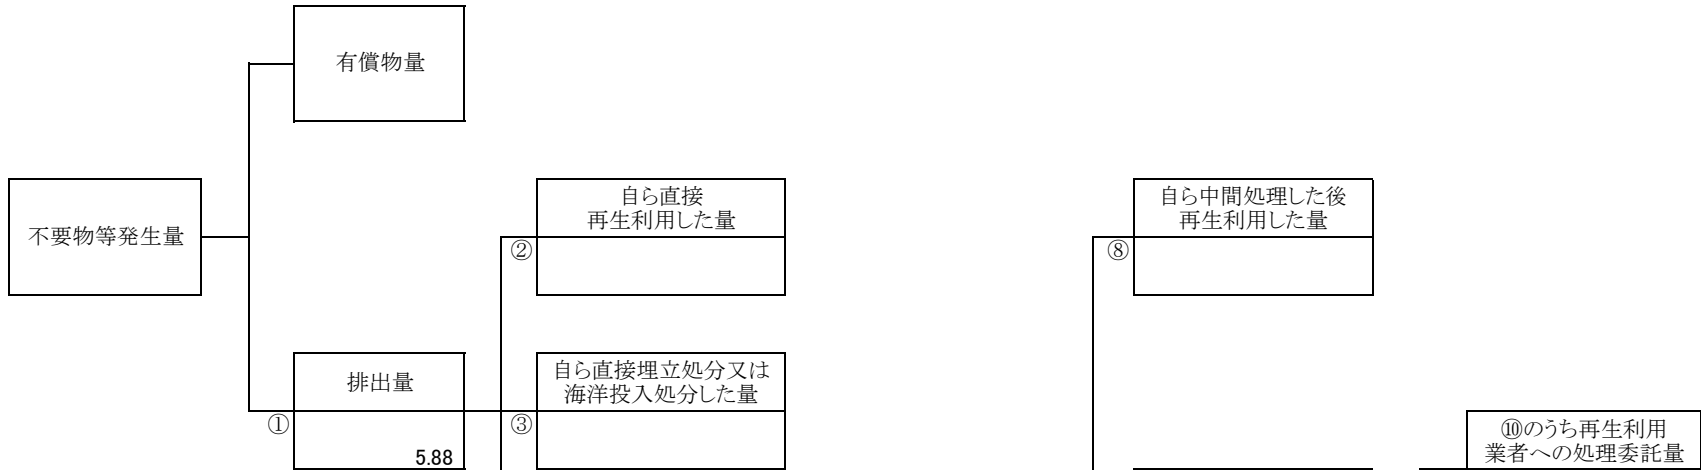 有償物量
不要物等発生量
自ら直接
再生利用した量
②
自ら中間処理した後
再生利用した量
⑧
排出量
①
5.88
自ら直接埋立処分又は
海洋投入処分した量
③
⑩のうち再生利用
業者への処理委託量